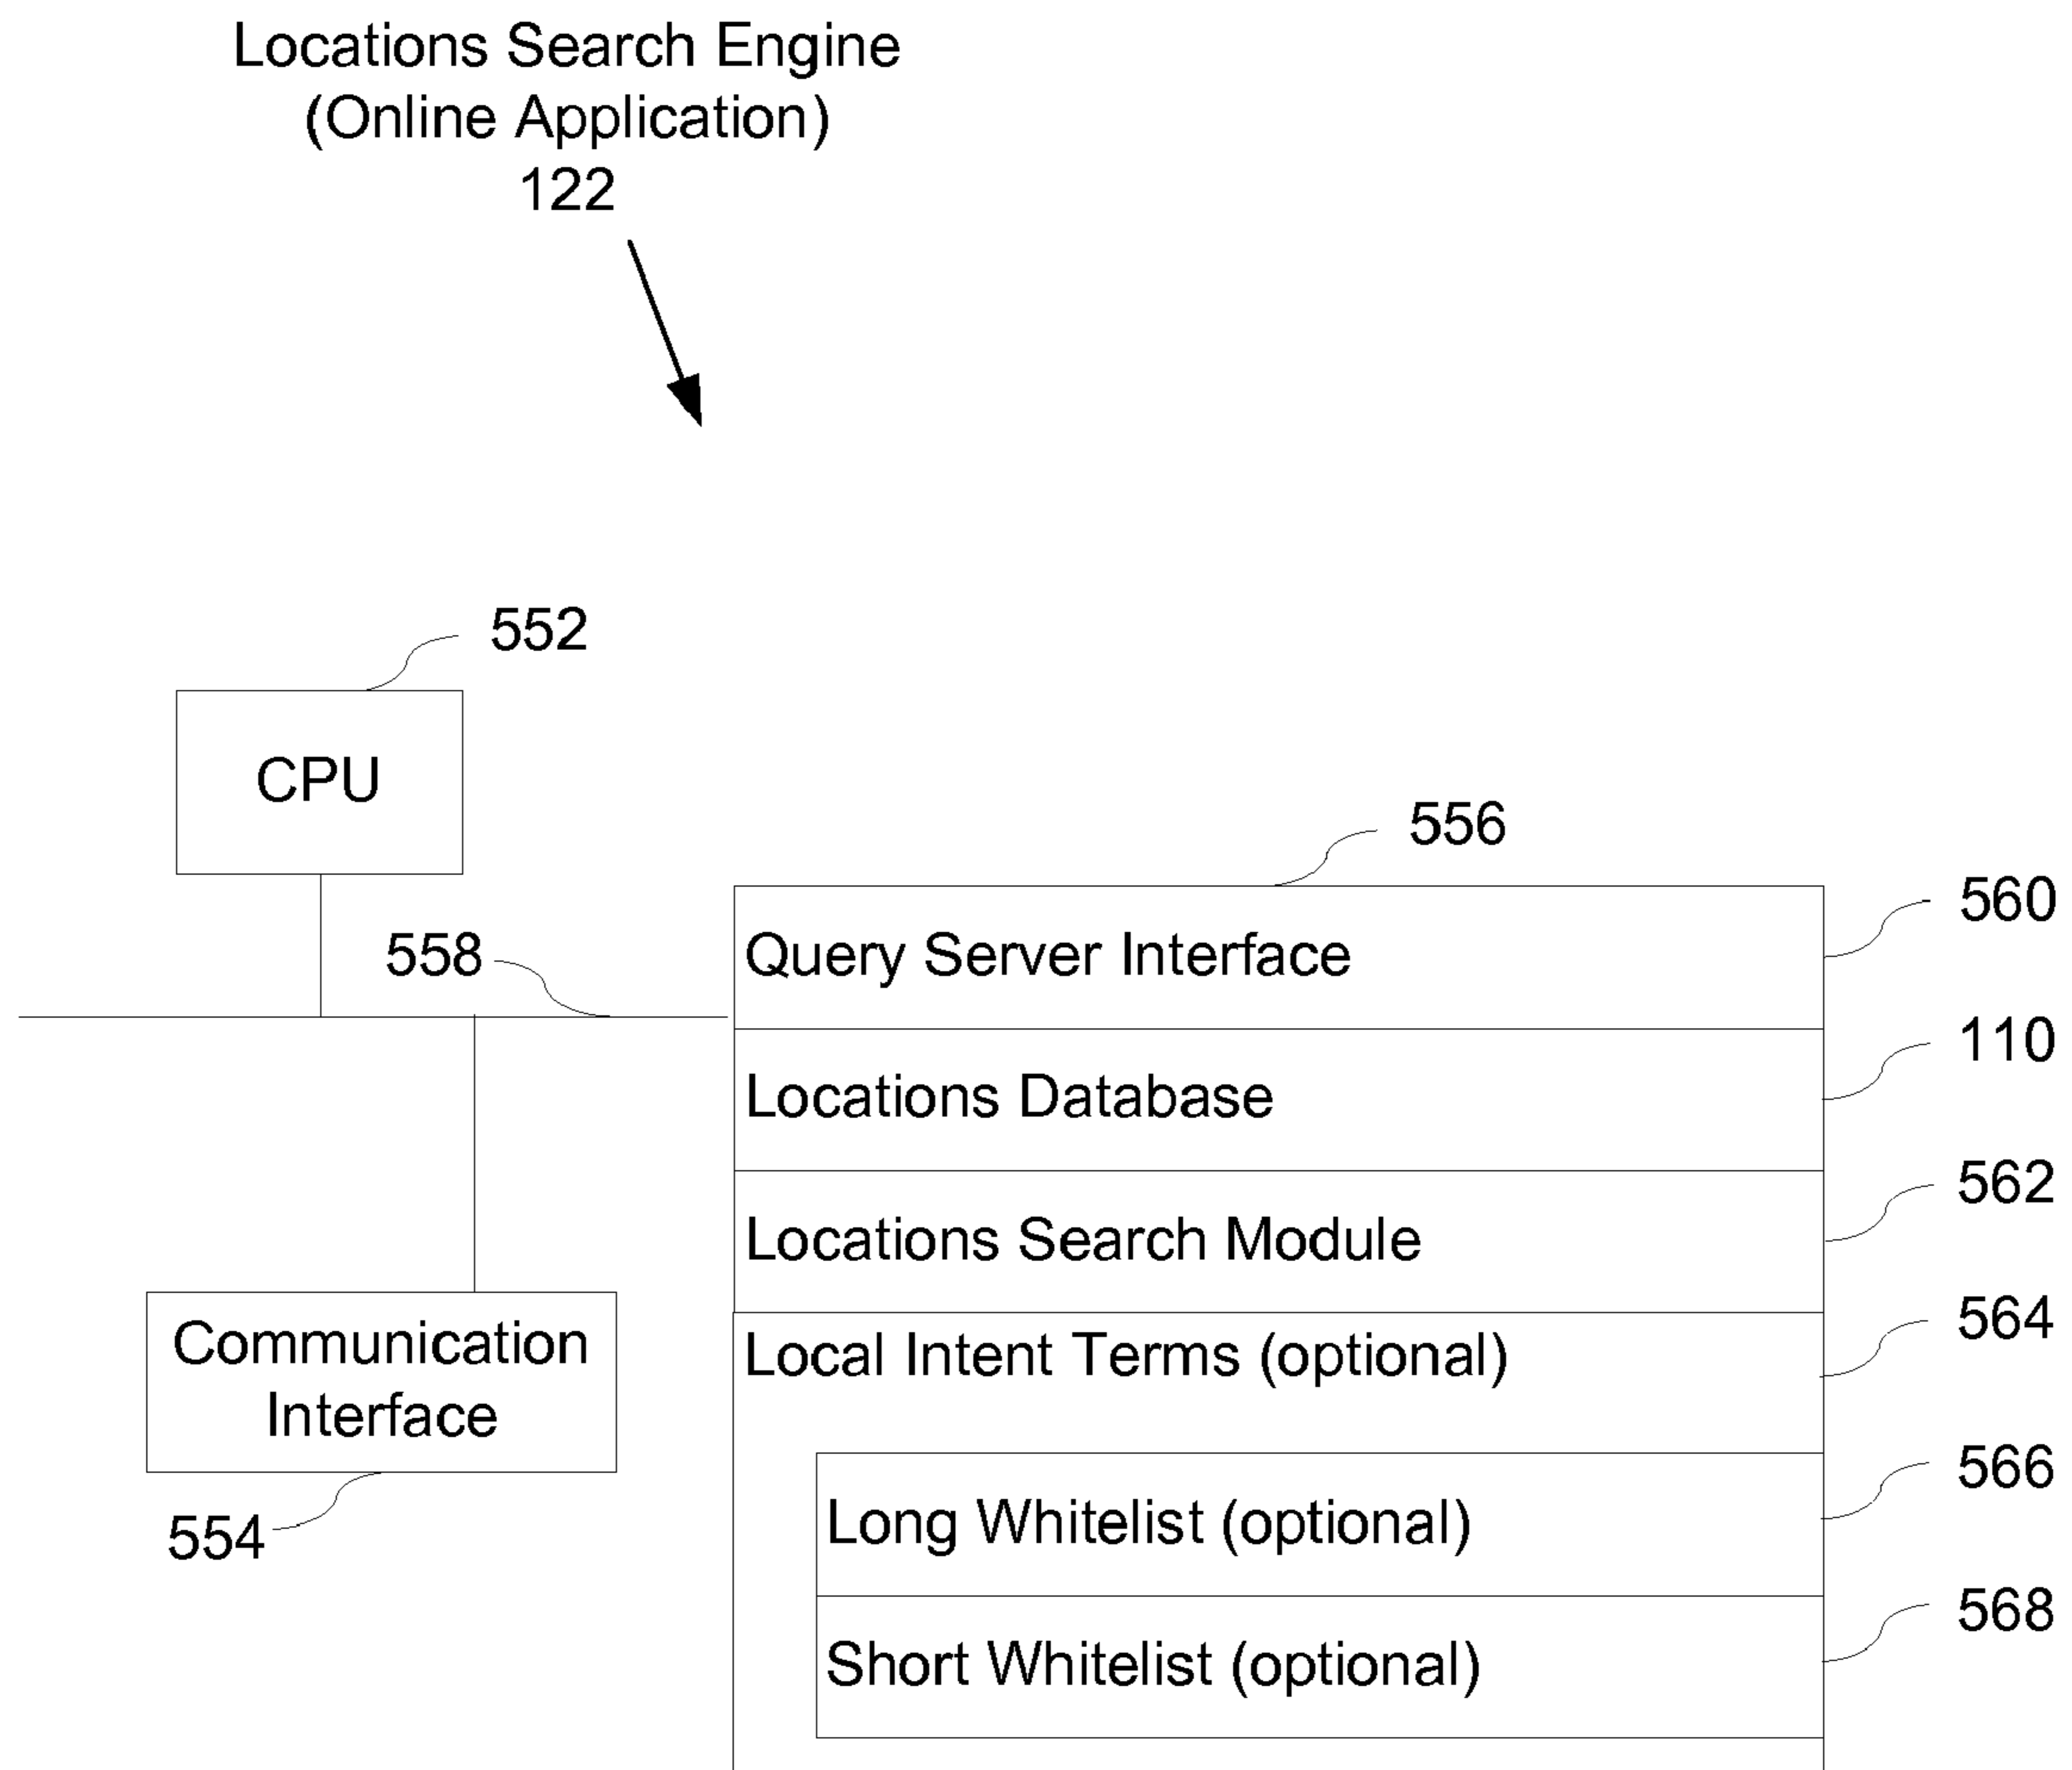 Locations Search Engine
(Online Application)
122
552
CPU
556
560
558
Query Server Interface
110
Locations Database
562
Locations Search Module
564
Local Intent Terms (optional)
Communication
Interface
554
566
Long Whitelist (optional)
568
Short Whitelist (optional)